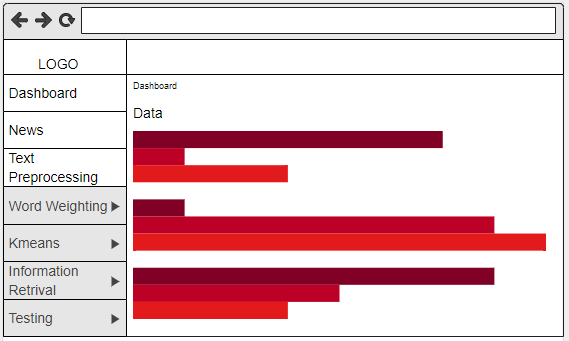 LOGO
Dashboard
News
Text
Preprocessing
Word Weighting
Kmeans
Information
Retrival
Testing
Dashboard
Data